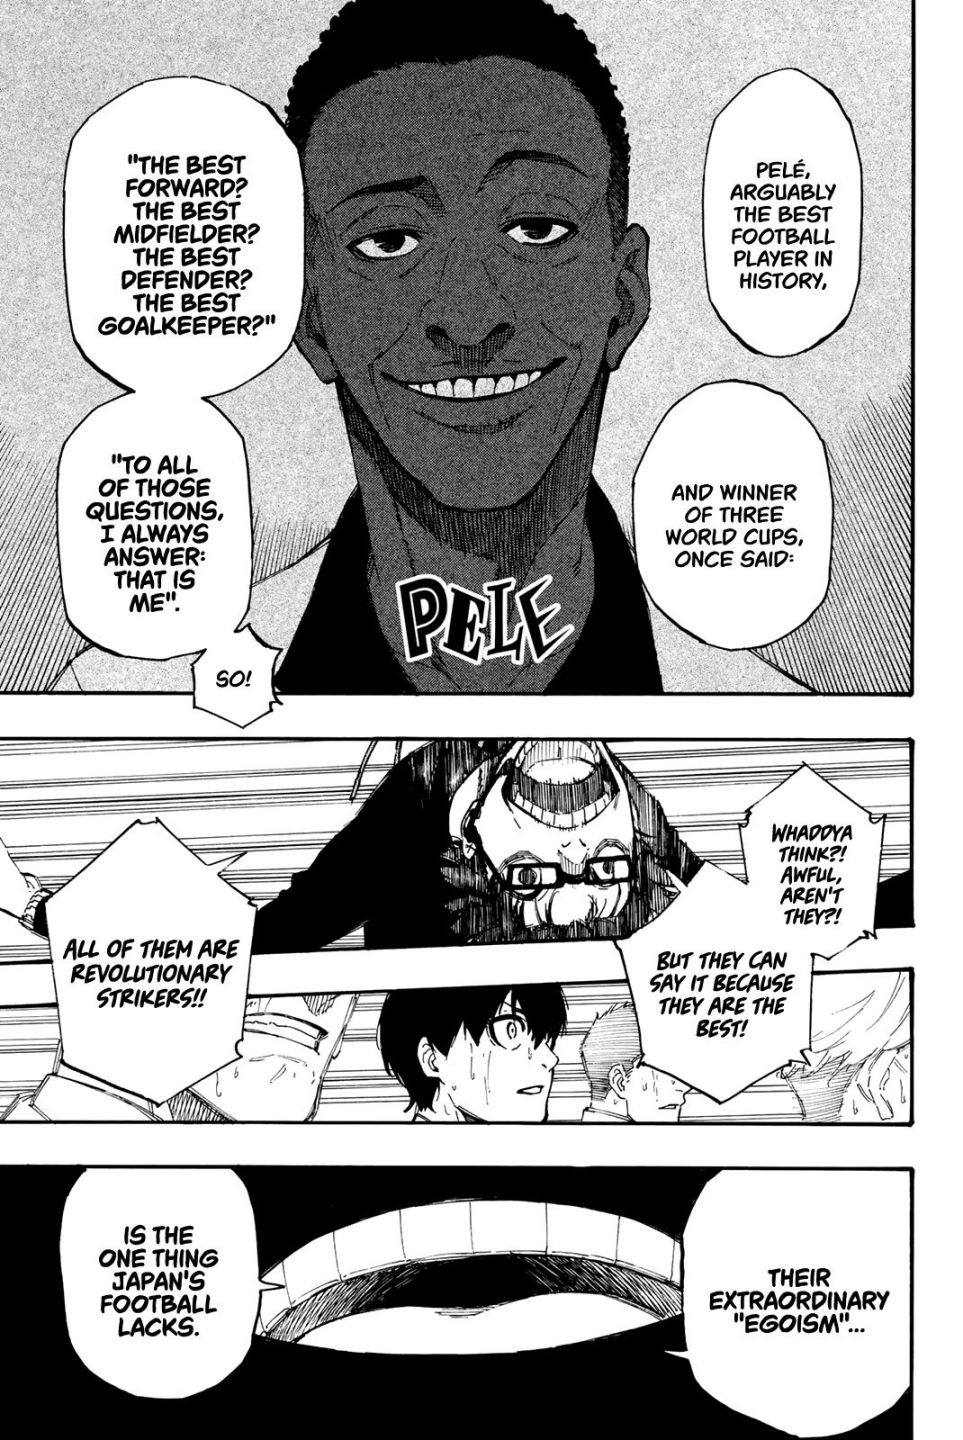 PELÉ,
ARGUABLY
THE BEST
FOOTBALL
PLAYER IN
HISTORY,
AND WINNER
OF THREE
WORLD CUPS,
ONCE SAID:
"THE BEST
FORWARD?
THE BEST
MIDFIELDER?
THE BEST
DEFENDER?
THE BEST
GOALKEEPER?"
"TO ALL
OF THOSE
QUESTIONS,
I ALWAYS
ANSWER:
THAT IS
ME".
PELE
SO!
WHADDYA
THINK?!
AWFUL,
AREN'T
THEY?!
BUT THEY CAN
SAY IT BECAUSE
THEY ARE THE
BEST!
ALL OF THEM ARE
REVOLUTIONARY
STRIKERS!!
THEIR
EXTRAORDINARY
"EGOISM"...
IS THE
ONE THING
JAPAN'S
FOOTBALL
LACKS.